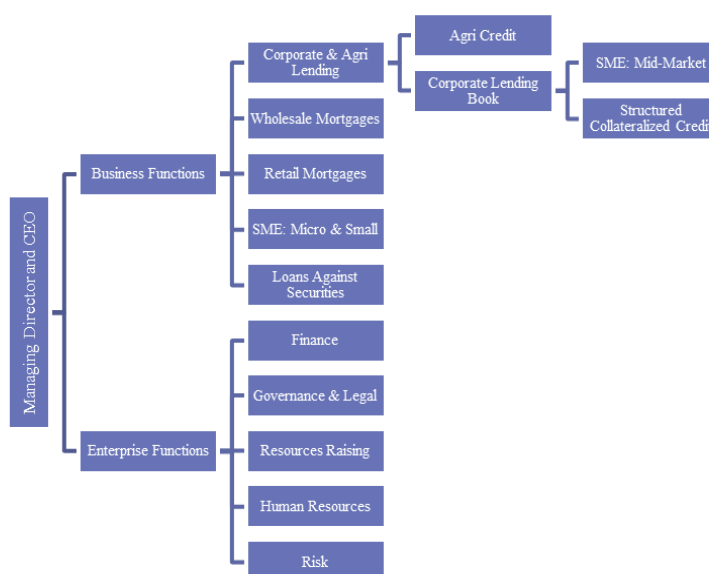 Managing Director and CEO
Business Functions
Corporate & Agri
Lending
Agri Credit
Corporate Lending
Book
SME: Mid-Market
Structured
Collateralized Credit
Wholesale Mortgages
Retail Mortgages
SME: Micro & Small
Loans Against
Securities
Enterprise Functions
Finance
Governance & Legal
Resources Raising
Human Resources
Risk